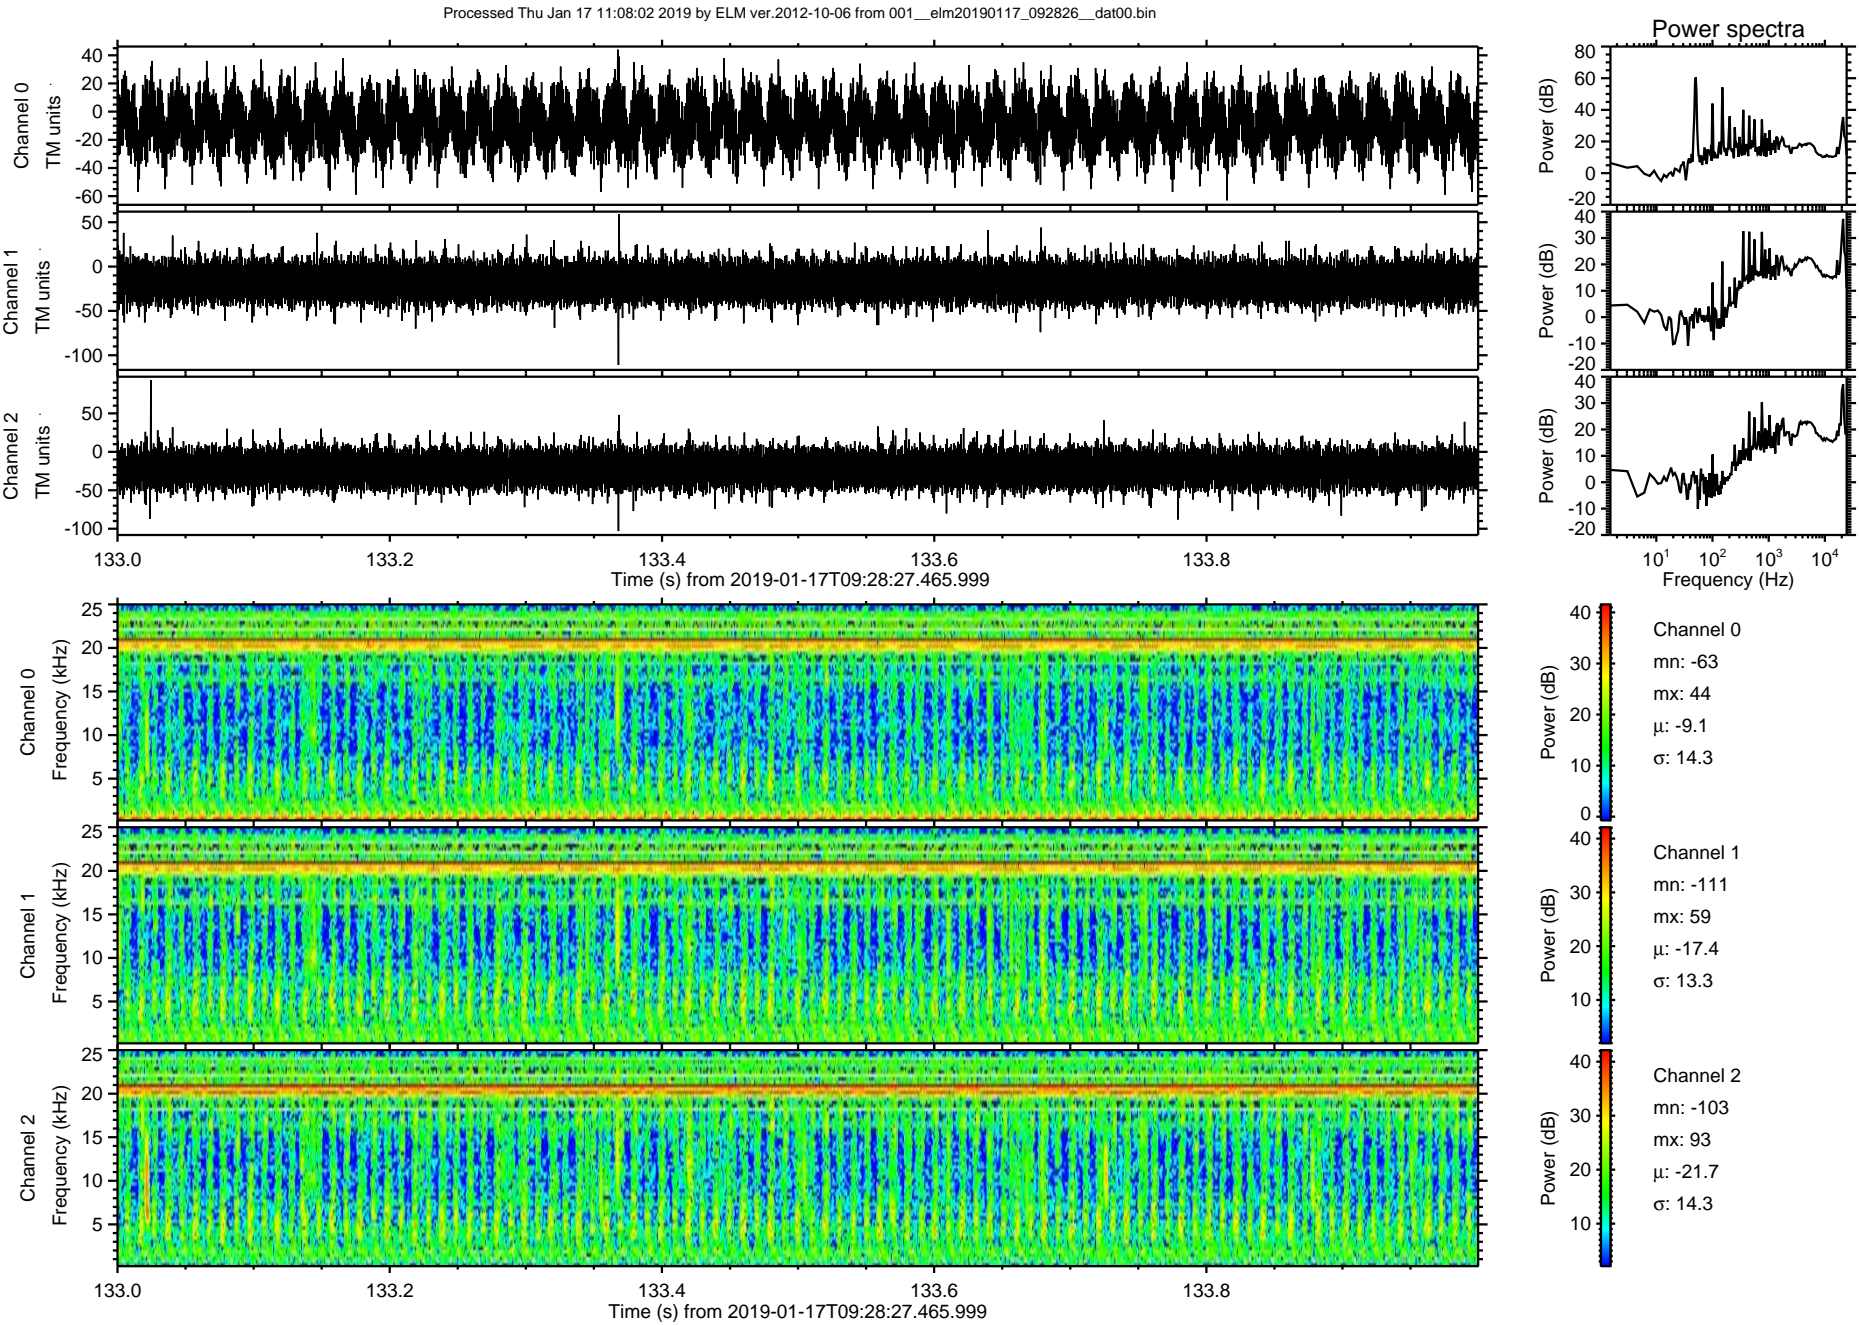 Processed Thu Jan 17 11:08:02 2019 by ELM ver.2012-10-06 from 001__elm20190117_092826__dat00.bin
Power spectra
Channel 0
TM units
40
20
0
-20
-40
-60
Power (dB)
80
60
40
20
0
-20
Channel 1
TM units
50
0
-50
-100
Power (dB)
40
30
20
10
0
-10
-20
Channel 2
TM units
50
0
-50
-100
Power (dB)
40
30
20
10
0
-10
-20
133.0 133.2 133.4 133.6 133.8
Time (s) from 2019-01-17T09:28:27.465.999
10¹ 10² 10³ 10⁴
Frequency (Hz)
Channel 0
Frequency (kHz)
25
20
15
10
5
Power (dB)
40
30
20
10
0
Channel 0
mn: -63
mx: 44
μ: -9.1
σ: 14.3
Channel 1
Frequency (kHz)
25
20
15
10
5
Power (dB)
40
30
20
10
Channel 1
mn: -111
mx: 59
μ: -17.4
σ: 13.3
Channel 2
Frequency (kHz)
25
20
15
10
5
Power (dB)
40
30
20
10
Channel 2
mn: -103
mx: 93
μ: -21.7
σ: 14.3
133.0 133.2 133.4 133.6 133.8
Time (s) from 2019-01-17T09:28:27.465.999